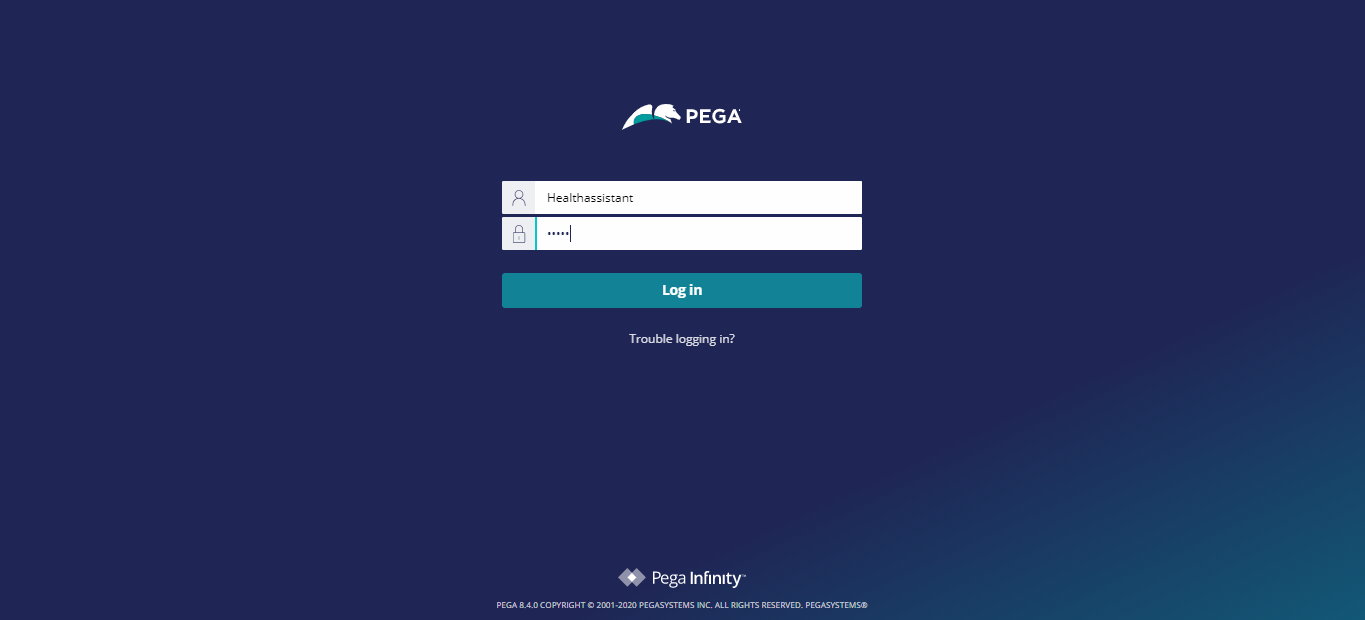 PEGA
Healthassistant
•••••
Log in
Trouble logging in?
Pega Infinity™
PEGA 8.4.0 COPYRIGHT © 2001-2020 PEGASYSTEMS INC. ALL RIGHTS RESERVED. PEGASYSTEMS®